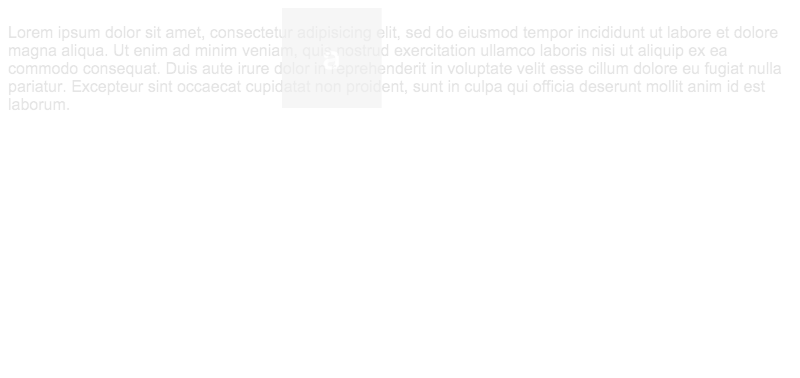 Lorem ipsum dolor sit amet, consectetur adipisicing elit, sed do eiusmod tempor incididunt ut labore et dolore
magna aliqua. Ut enim ad minim veniam, quis nostrud exercitation ullamco laboris nisi ut aliquip ex ea
commodo consequat. Duis aute irure dolor in reprehenderit in voluptate velit esse cillum dolore eu fugiat nulla
pariatur. Excepteur sint occaecat cupidatat non proident, sunt in culpa qui officia deserunt mollit anim id est
laborum.
a